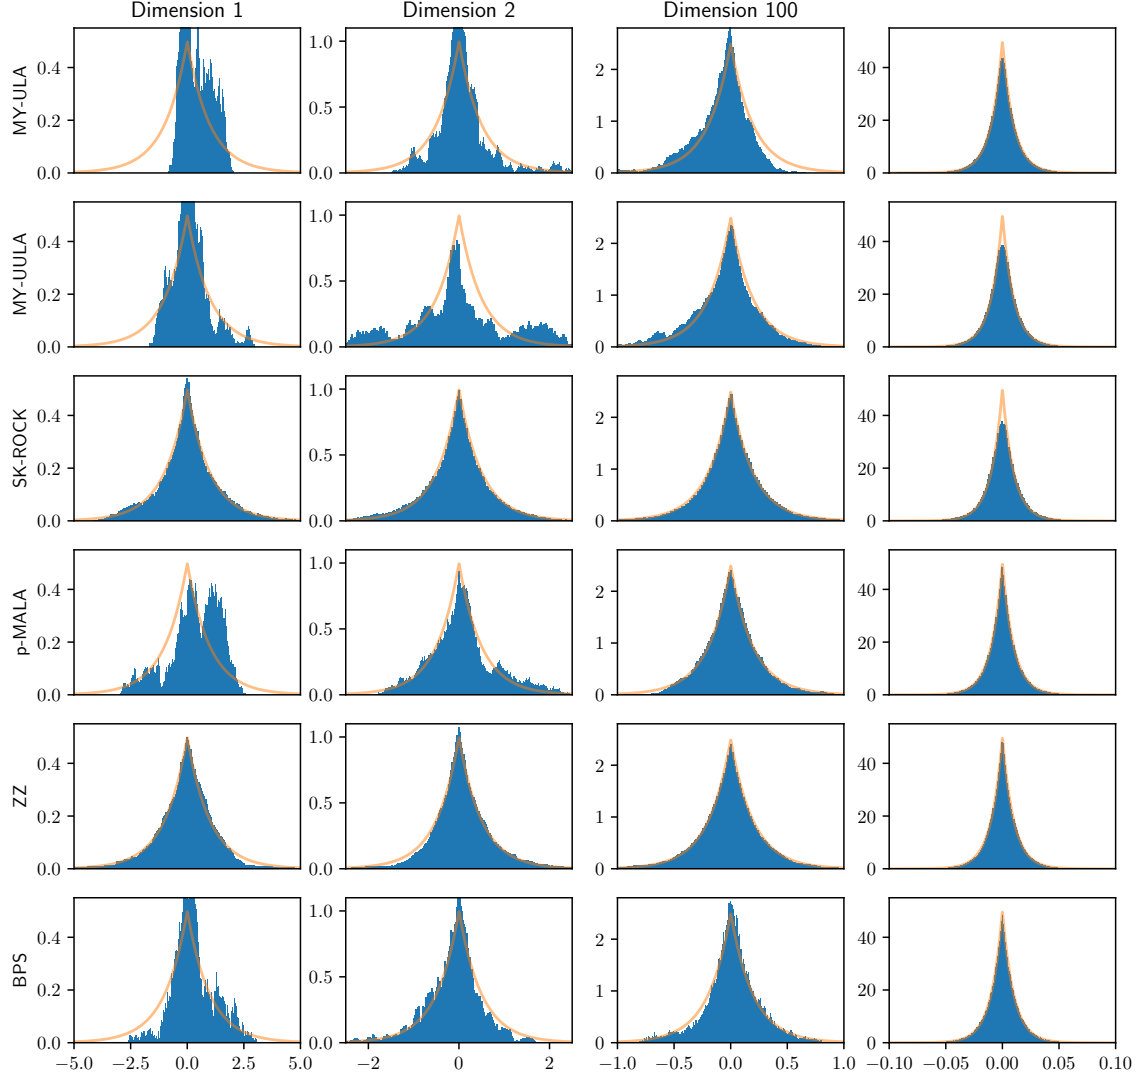 Dimension 1 Dimension 2 Dimension 100
MY-ULA 0.4 0.2 0.0 1.0 0.5 0.0 2 1 0 40 20 0
MY-UULA 0.4 0.2 0.0 1.0 0.5 0.0 2 1 0 40 20 0
SK-ROCK 0.4 0.2 0.0 1.0 0.5 0.0 2 1 0 40 20 0
p-MALA 0.4 0.2 0.0 1.0 0.5 0.0 2 1 0 40 20 0
ZZ 0.4 0.2 0.0 1.0 0.5 0.0 2 1 0 40 20 0
BPS 0.4 0.2 0.0 1.0 0.5 0.0 2 1 0 40 20 0
−5.0 −2.5 0.0 2.5 5.0 −2 0 2 −1.0 −0.5 0.0 0.5 1.0 −0.10 −0.05 0.00 0.05 0.10